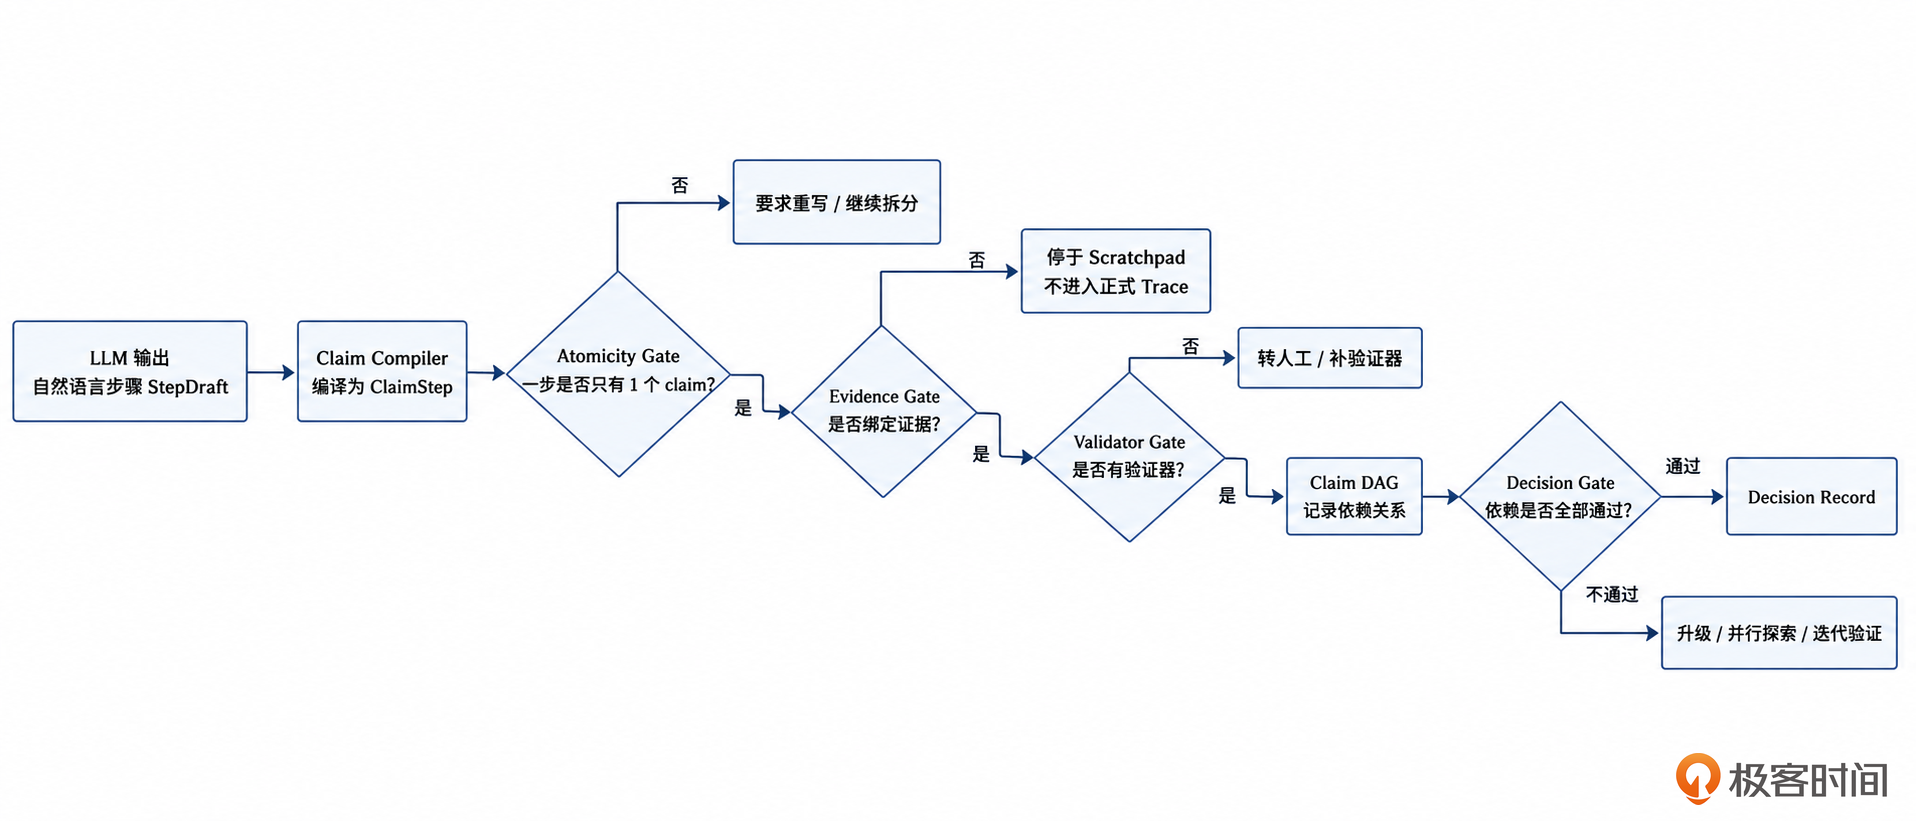 LLM 输出
自然语言步骤 StepDraft
Claim Compiler
编译为 ClaimStep
Atomicity Gate
一步是否只有 1 个 claim?
否
要求重写 / 继续拆分
是
Evidence Gate
是否绑定证据?
否
停于 Scratchpad
不进入正式 Trace
是
Validator Gate
是否有验证器?
否
转人工 / 补验证器
是
Claim DAG
记录依赖关系
Decision Gate
依赖是否全部通过?
通过
Decision Record
不通过
升级 / 并行探索 / 迭代验证
极客时间